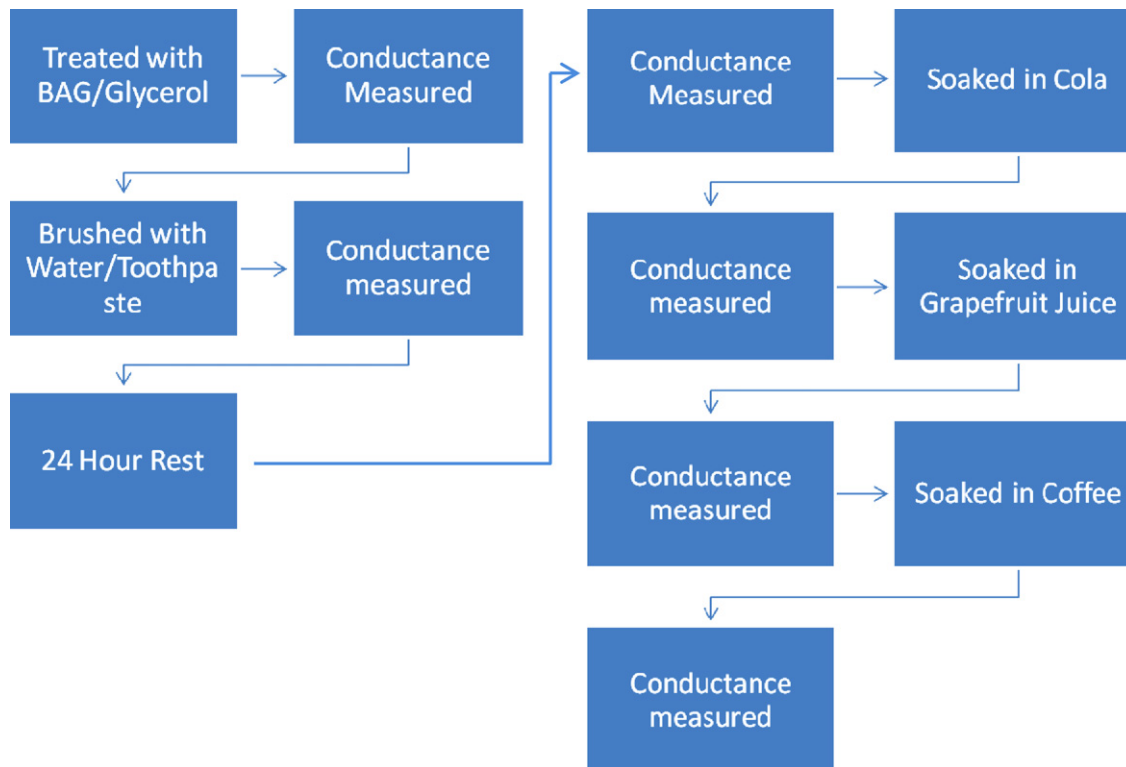 Treated with
BAG/Glycerol
Conductance
Measured
Brushed with
Water/Toothpa
ste
Conductance
measured
24 Hour Rest
Conductance
Measured
Soaked in Cola
Conductance
measured
Soaked in
Grapefruit Juice
Conductance
measured
Soaked in Coffee
Conductance
measured